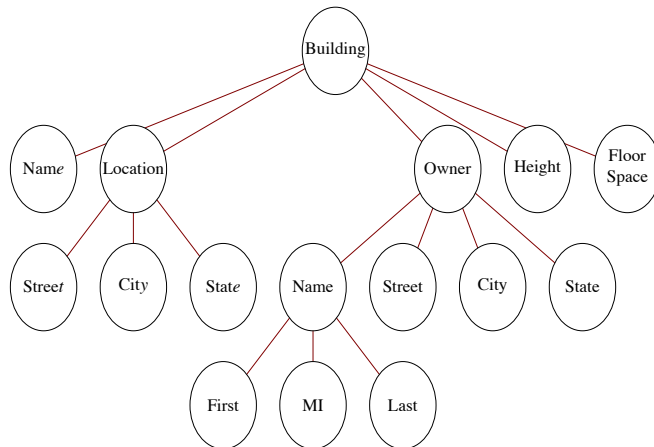 Building
Name
Location
Owner
Height
Floor
Space
Street
City
State
Name
Street
City
State
First
MI
Last